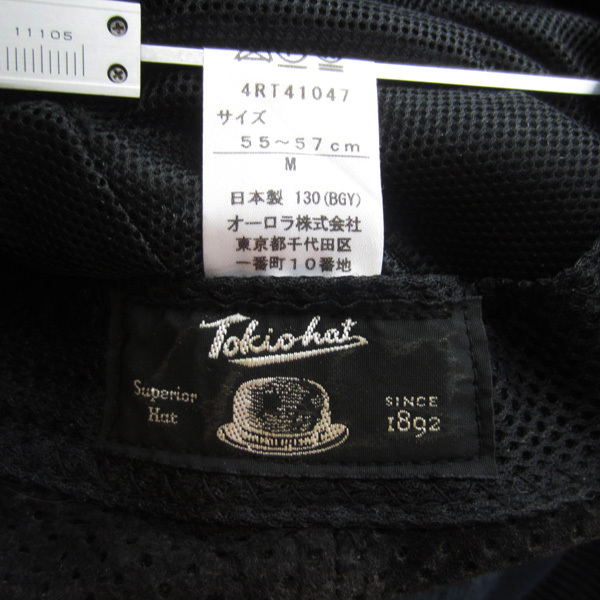 11105
4RT41047
サイズ
55～57cm
M
日本製 130(BGY)
オーロラ株式会社
東京都千代田区
一番町10番地
Tokiohat
Superior
Hat
SINCE
1892